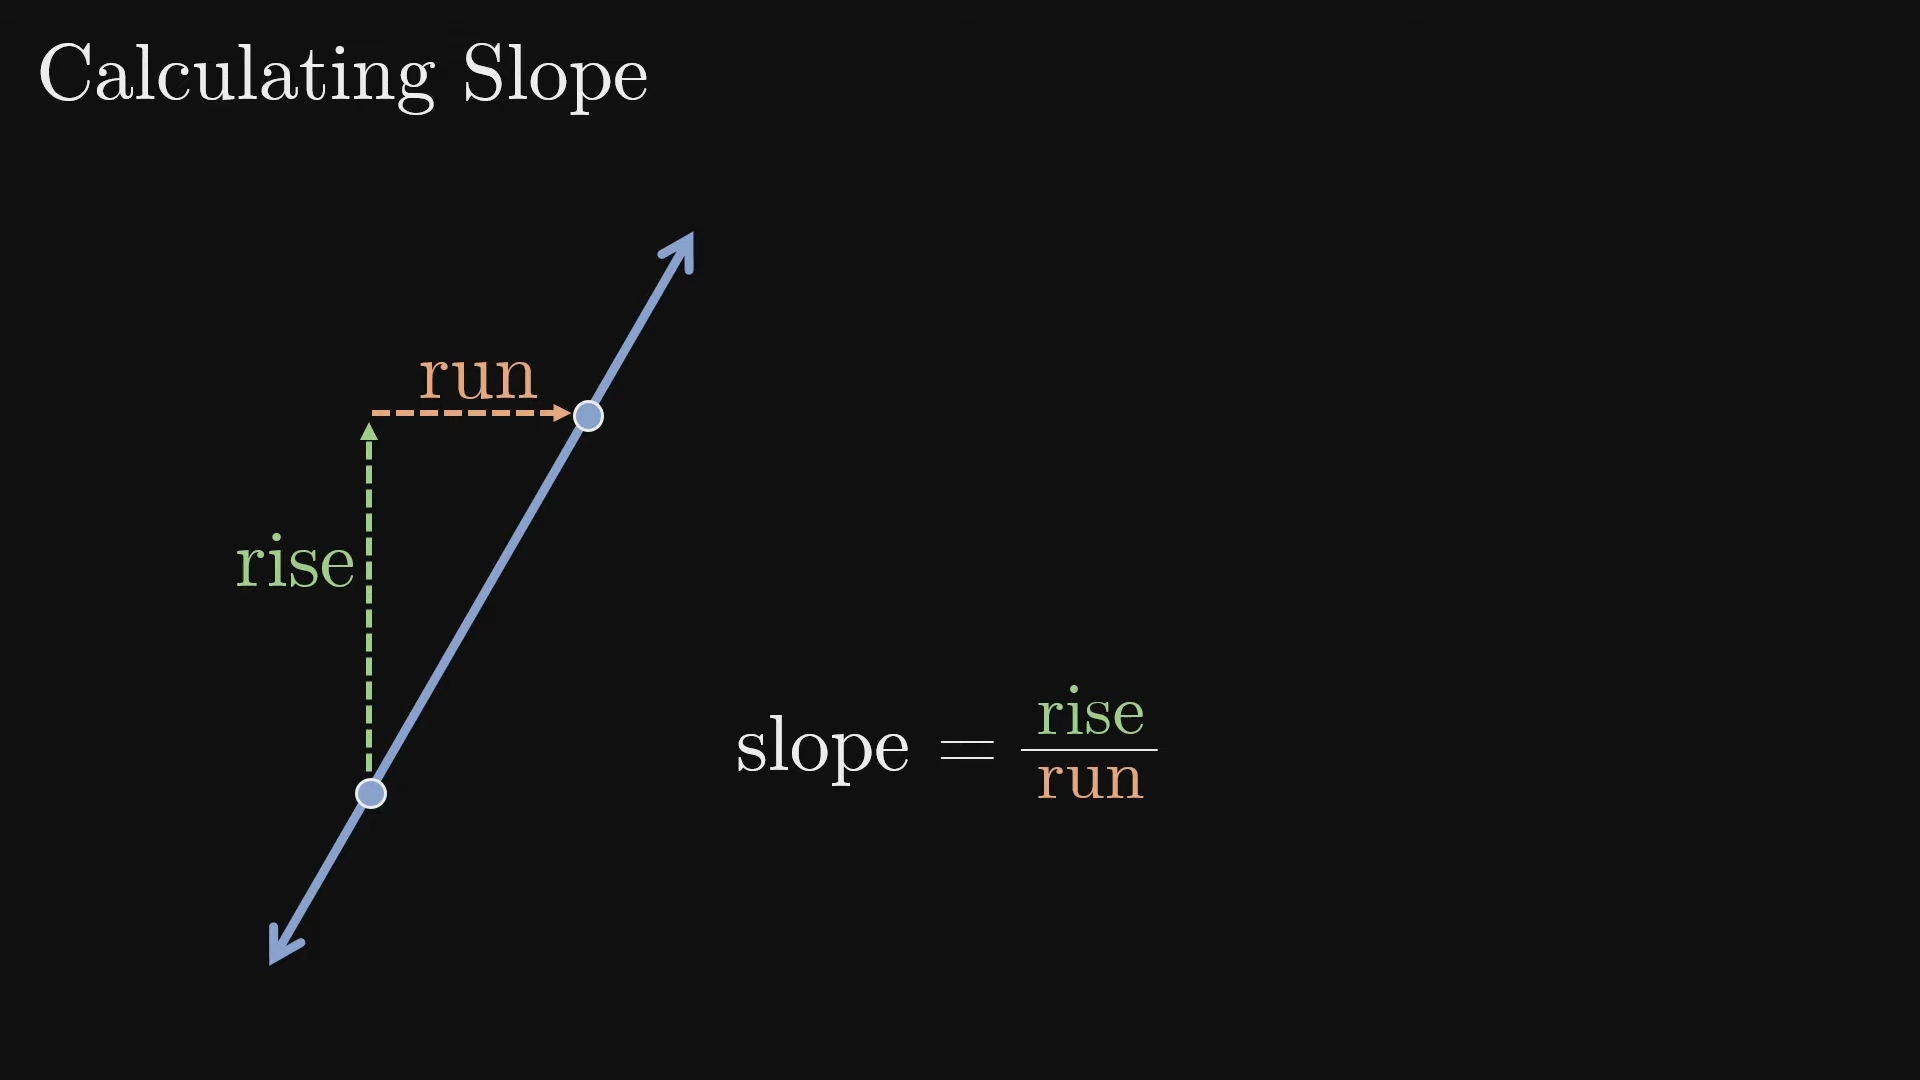 Calculating Slope
run
rise
slope = rise/run